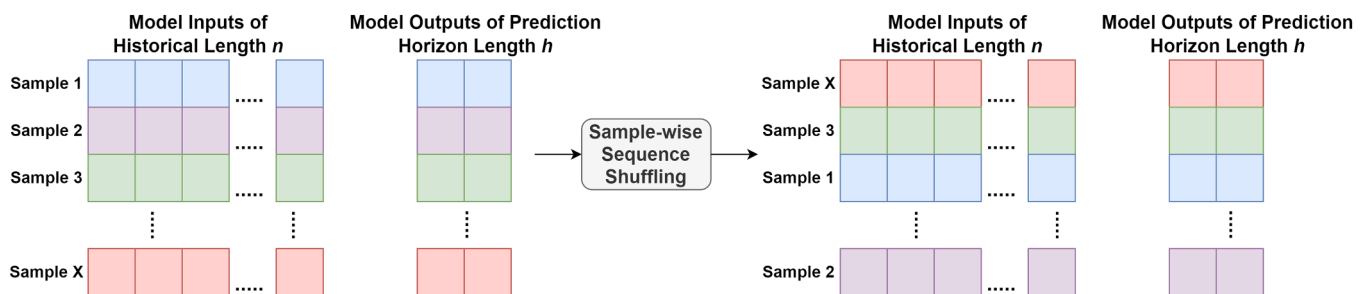 Model Inputs of
Historical Length n
Model Outputs of Prediction
Horizon Length h
Sample 1
.....
Sample 2
.....
Sample 3
.....
Sample X
.....
Sample-wise
Sequence
Shuffling
Model Inputs of
Historical Length n
Model Outputs of Prediction
Horizon Length h
Sample X
.....
Sample 3
.....
Sample 1
.....
Sample 2
.....